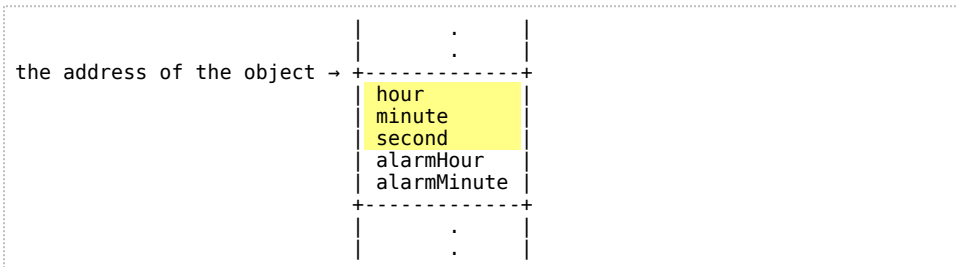 |        .      |
|        .      |
the address of the object → +-------------+
| hour        |
| minute      |
| second      |
| alarmHour   |
| alarmMinute |
+-------------+
|        .      |
|        .      |